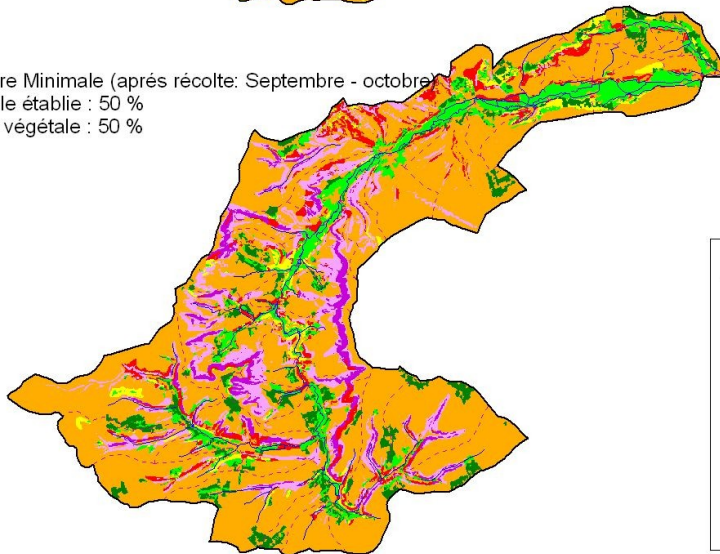 re Minimale (aprés récolte: Septembre - octobre)
le établie : 50 %
végétale : 50 %